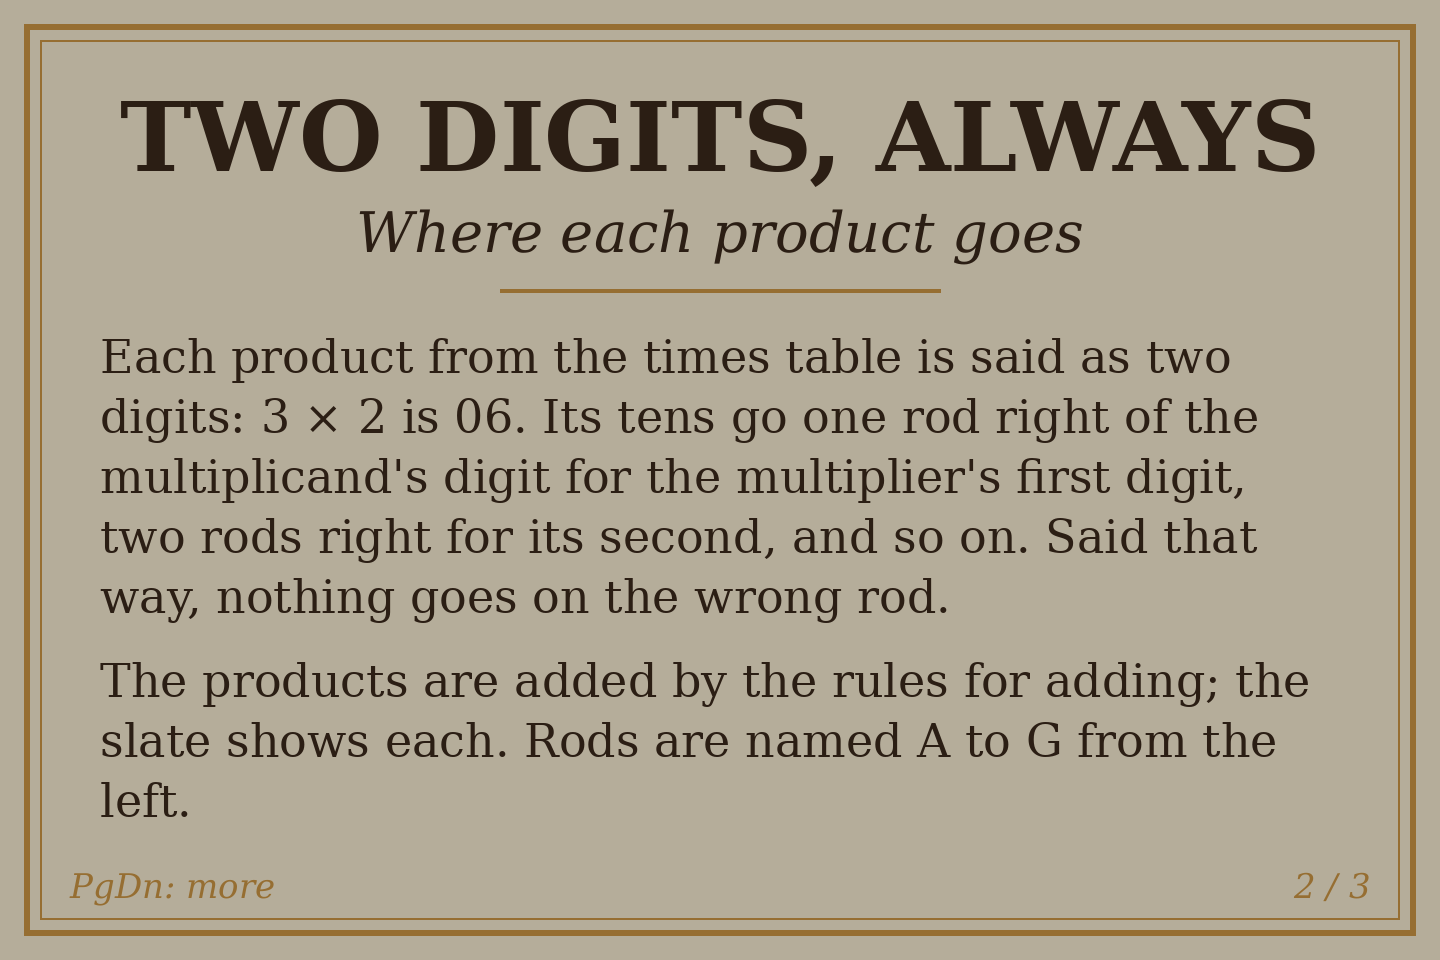 TWO DIGITS, ALWAYS
Where each product goes
Each product from the times table is said as two
digits: 3 × 2 is 06. Its tens go one rod right of the
multiplicand's digit for the multiplier's first digit,
two rods right for its second, and so on. Said that
way, nothing goes on the wrong rod.
The products are added by the rules for adding; the
slate shows each. Rods are named A to G from the
left.
PgDn: more
2 / 3